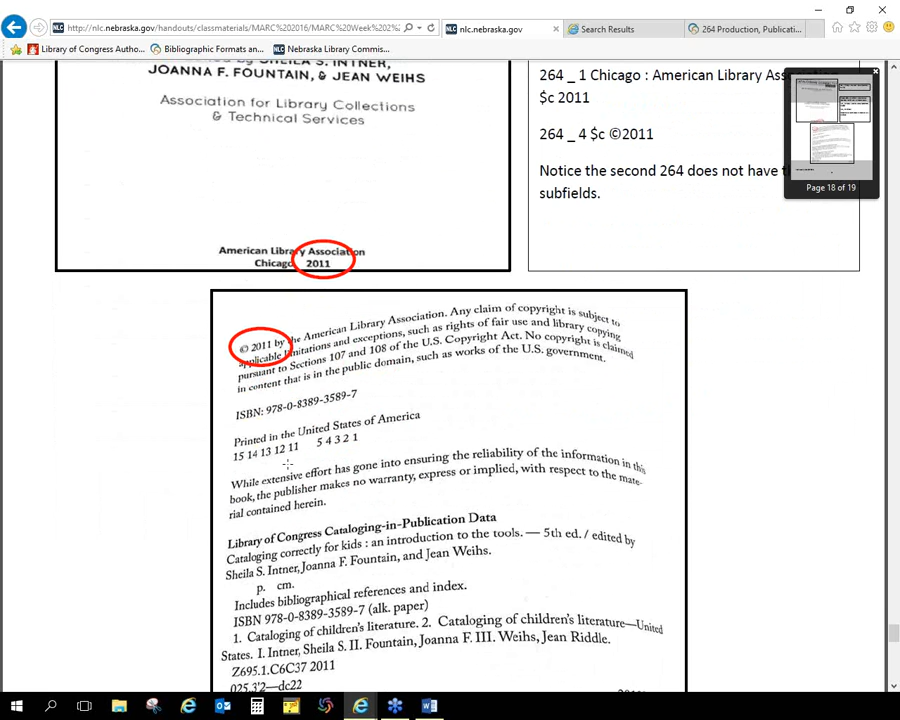 http://nlc.nebraska.gov/handouts/classmaterials/MARC%202016/MARC%20Week%202%
nlc.nebraska.gov
Search Results
264 Production, Publicati...
Library of Congress Autho...
Bibliographic Formats an...
Nebraska Library Commis...
JOANNA F. FOUNTAIN, & JEAN WEIHS
Association for Library Collections
& Technical Services
American Library Association
Chicago 2011
264 _ 1 Chicago : American Library
$c 2011
264 _ 4 $c ©2011
Notice the second 264 does not have
subfields.
Page 18 of 19
© 2011 by the American Library Association. Any claim of copyright is subject to
applicable limitations and exceptions, such as rights of fair use and library copying
pursuant to Sections 107 and 108 of the U.S. Copyright Act. No copyright is claimed
in content that is in the public domain, such as works of the U.S. government.
ISBN: 978-0-8389-3589-7
Printed in the United States of America
15 14 13 12 11 5 4 3 2 1
While extensive effort has gone into ensuring the reliability of the information in this
book, the publisher makes no warranty, express or implied, with respect to the mate-
rial contained herein.
Library of Congress Cataloging-in-Publication Data
Cataloging correctly for kids : an introduction to the tools. — 5th ed. / edited by
Sheila S. Intner, Joanna F. Fountain, and Jean Weihs.
p. cm.
Includes bibliographical references and index.
ISBN 978-0-8389-3589-7 (alk. paper)
1. Cataloging of children's literature. 2. Cataloging of children's literature—United
States. I. Intner, Sheila S. II. Fountain, Joanna F. III. Weihs, Jean Riddle.
Z695.1.C6C37 2011
025.3'2—dc22